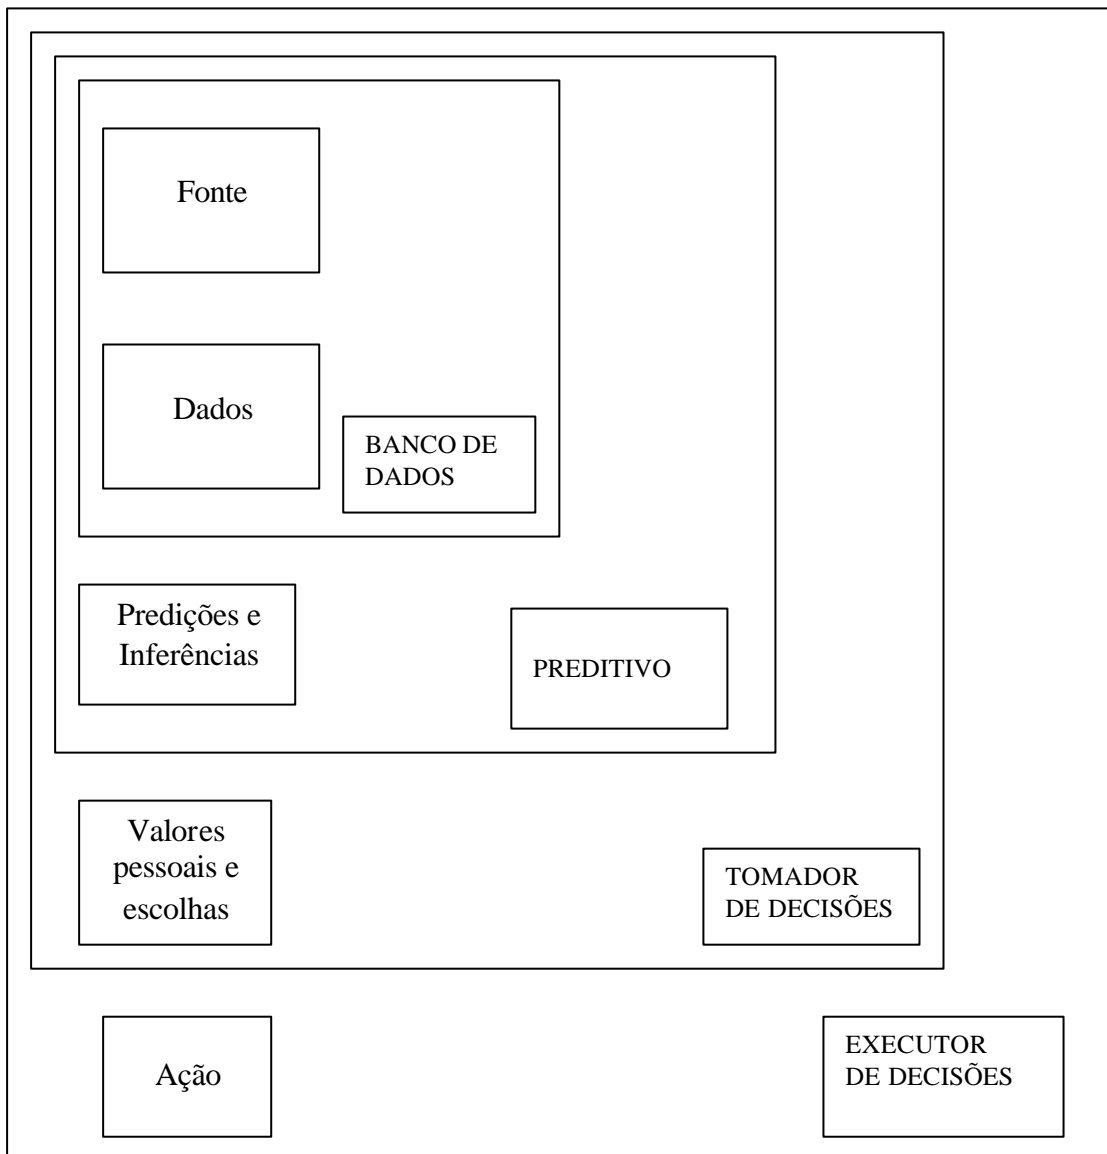 Fonte
Dados
BANCO DE
DADOS
Predições e
Inferências
PREDITIVO
Valores
pessoais e
escolhas
TOMADOR
DE DECISÕES
Ação
EXECUTOR
DE DECISÕES